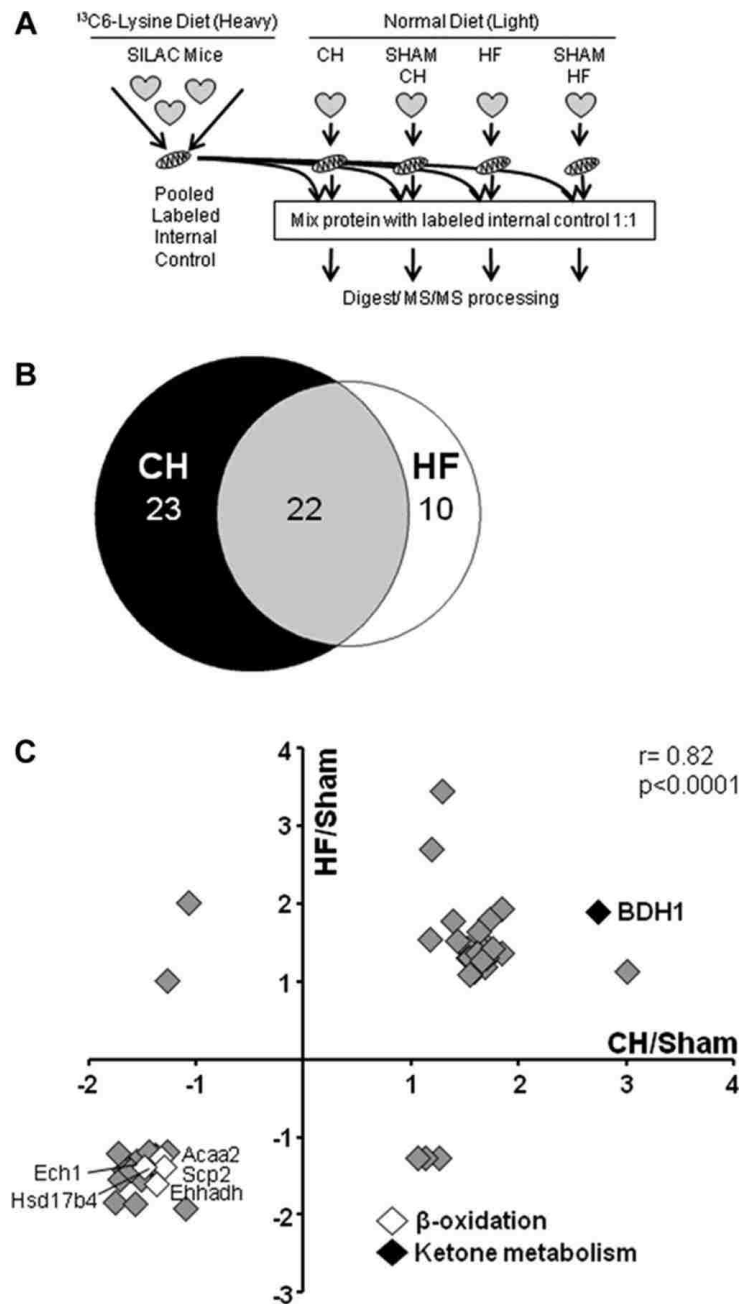 A
¹³C6-Lysine Diet (Heavy)
Normal Diet (Light)
SILAC Mice
CH
SHAM
CH
HF
SHAM
HF
Pooled
Labeled
Internal
Control
Mix protein with labeled internal control 1:1
Digest/ MS/MS processing
B
CH
23
22
HF
10
C
4
3
2
1
-1
-2
-3
HF/Sham
r= 0.82
p<0.0001
BDH1
CH/Sham
-2
-1
1
2
3
4
Acaa2
Ech1
Scp2
Hsd17b4
Ehhadh
β-oxidation
Ketone metabolism